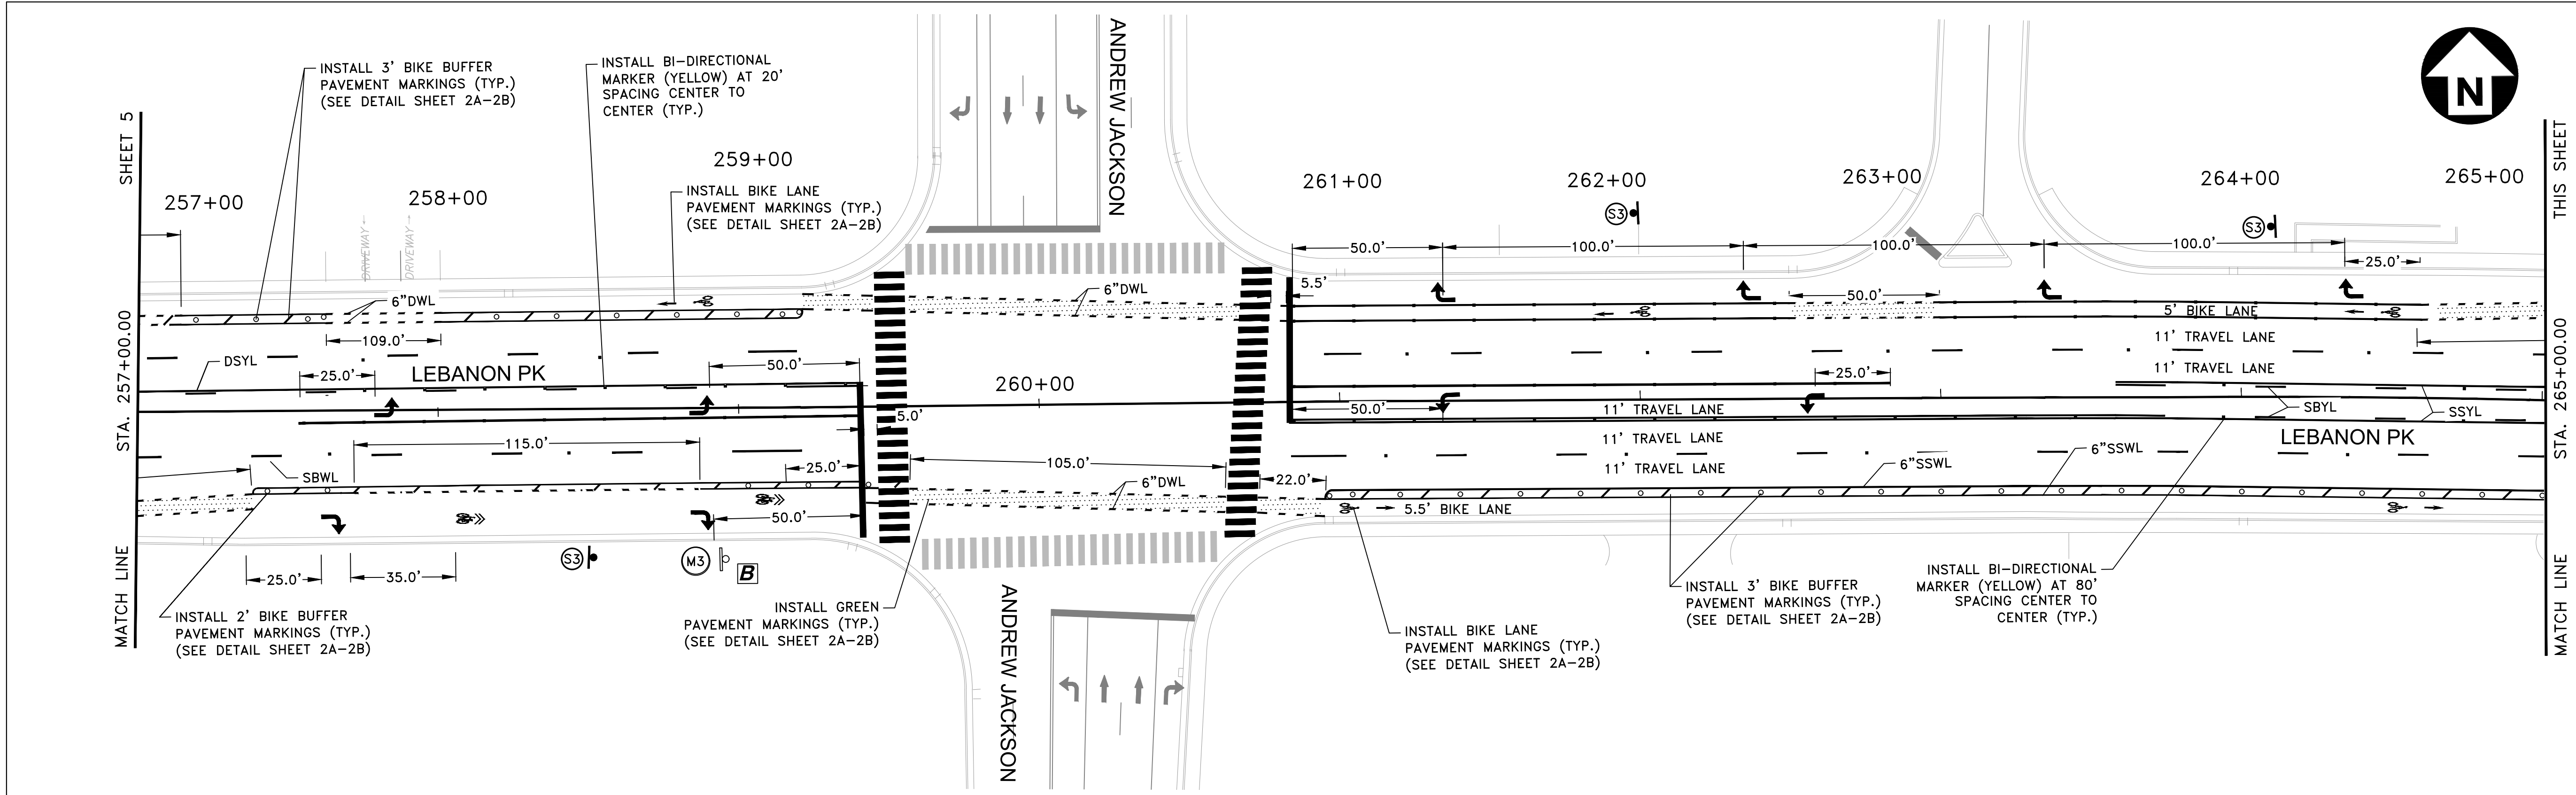 INSTALL 3' BIKE BUFFER
PAVEMENT MARKINGS (TYP.)
(SEE DETAIL SHEET 2A-2B)
INSTALL BI-DIRECTIONAL
MARKER (YELLOW) AT 20'
SPACING CENTER TO
CENTER (TYP.)
ANDREW JACKSON
N
SHEET 5
THIS SHEET
257+00
258+00
259+00
261+00
262+00
263+00
264+00
265+00
INSTALL BIKE LANE
PAVEMENT MARKINGS (TYP.)
(SEE DETAIL SHEET 2A-2B)
DRIVEWAY
DRIVEWAY
S3
S3
50.0'
100.0'
100.0'
100.0'
25.0'
5.5'
50.0'
6"DWL
6"DWL
109.0'
5' BIKE LANE
11' TRAVEL LANE
11' TRAVEL LANE
STA. 257+00.00
STA. 265+00.00
DSYL
25.0'
LEBANON PK
50.0'
260+00
25.0'
5.0'
50.0'
11' TRAVEL LANE
SBYL
SSYL
LEBANON PK
115.0'
11' TRAVEL LANE
11' TRAVEL LANE
SBWL
25.0'
105.0'
22.0'
6"SSWL
6"SSWL
6"DWL
50.0'
5.5' BIKE LANE
MATCH LINE
MATCH LINE
S3
M3
B
25.0'
35.0'
INSTALL 2' BIKE BUFFER
PAVEMENT MARKINGS (TYP.)
(SEE DETAIL SHEET 2A-2B)
INSTALL GREEN
PAVEMENT MARKINGS (TYP.)
(SEE DETAIL SHEET 2A-2B)
ANDREW JACKSON
INSTALL BIKE LANE
PAVEMENT MARKINGS (TYP.)
(SEE DETAIL SHEET 2A-2B)
INSTALL 3' BIKE BUFFER
PAVEMENT MARKINGS (TYP.)
(SEE DETAIL SHEET 2A-2B)
INSTALL BI-DIRECTIONAL
MARKER (YELLOW) AT 80'
SPACING CENTER TO
CENTER (TYP.)